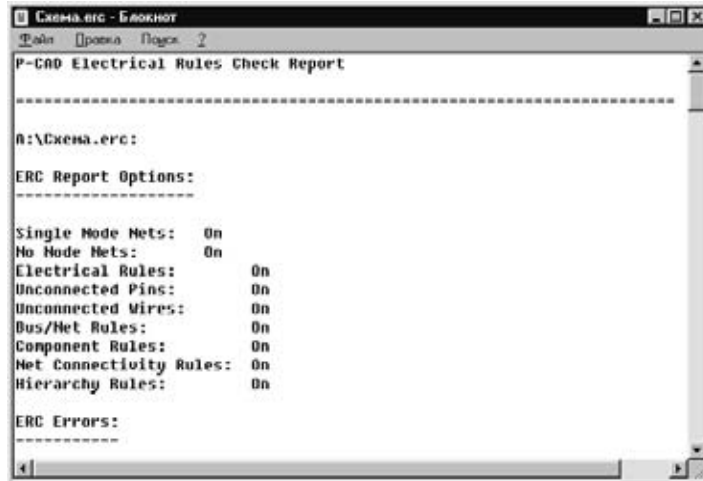 Схема.erc - Блокнот
Файл Правка Поиск ?
P-CAD Electrical Rules Check Report
-----------------------------------------------------------------------
A:\Схема.erc:
ERC Report Options:
-------------------
Single Node Nets: On
No Node Nets: On
Electrical Rules: On
Unconnected Pins: On
Unconnected Wires: On
Bus/Net Rules: On
Component Rules: On
Net Connectivity Rules: On
Hierarchy Rules: On
ERC Errors:
-----------